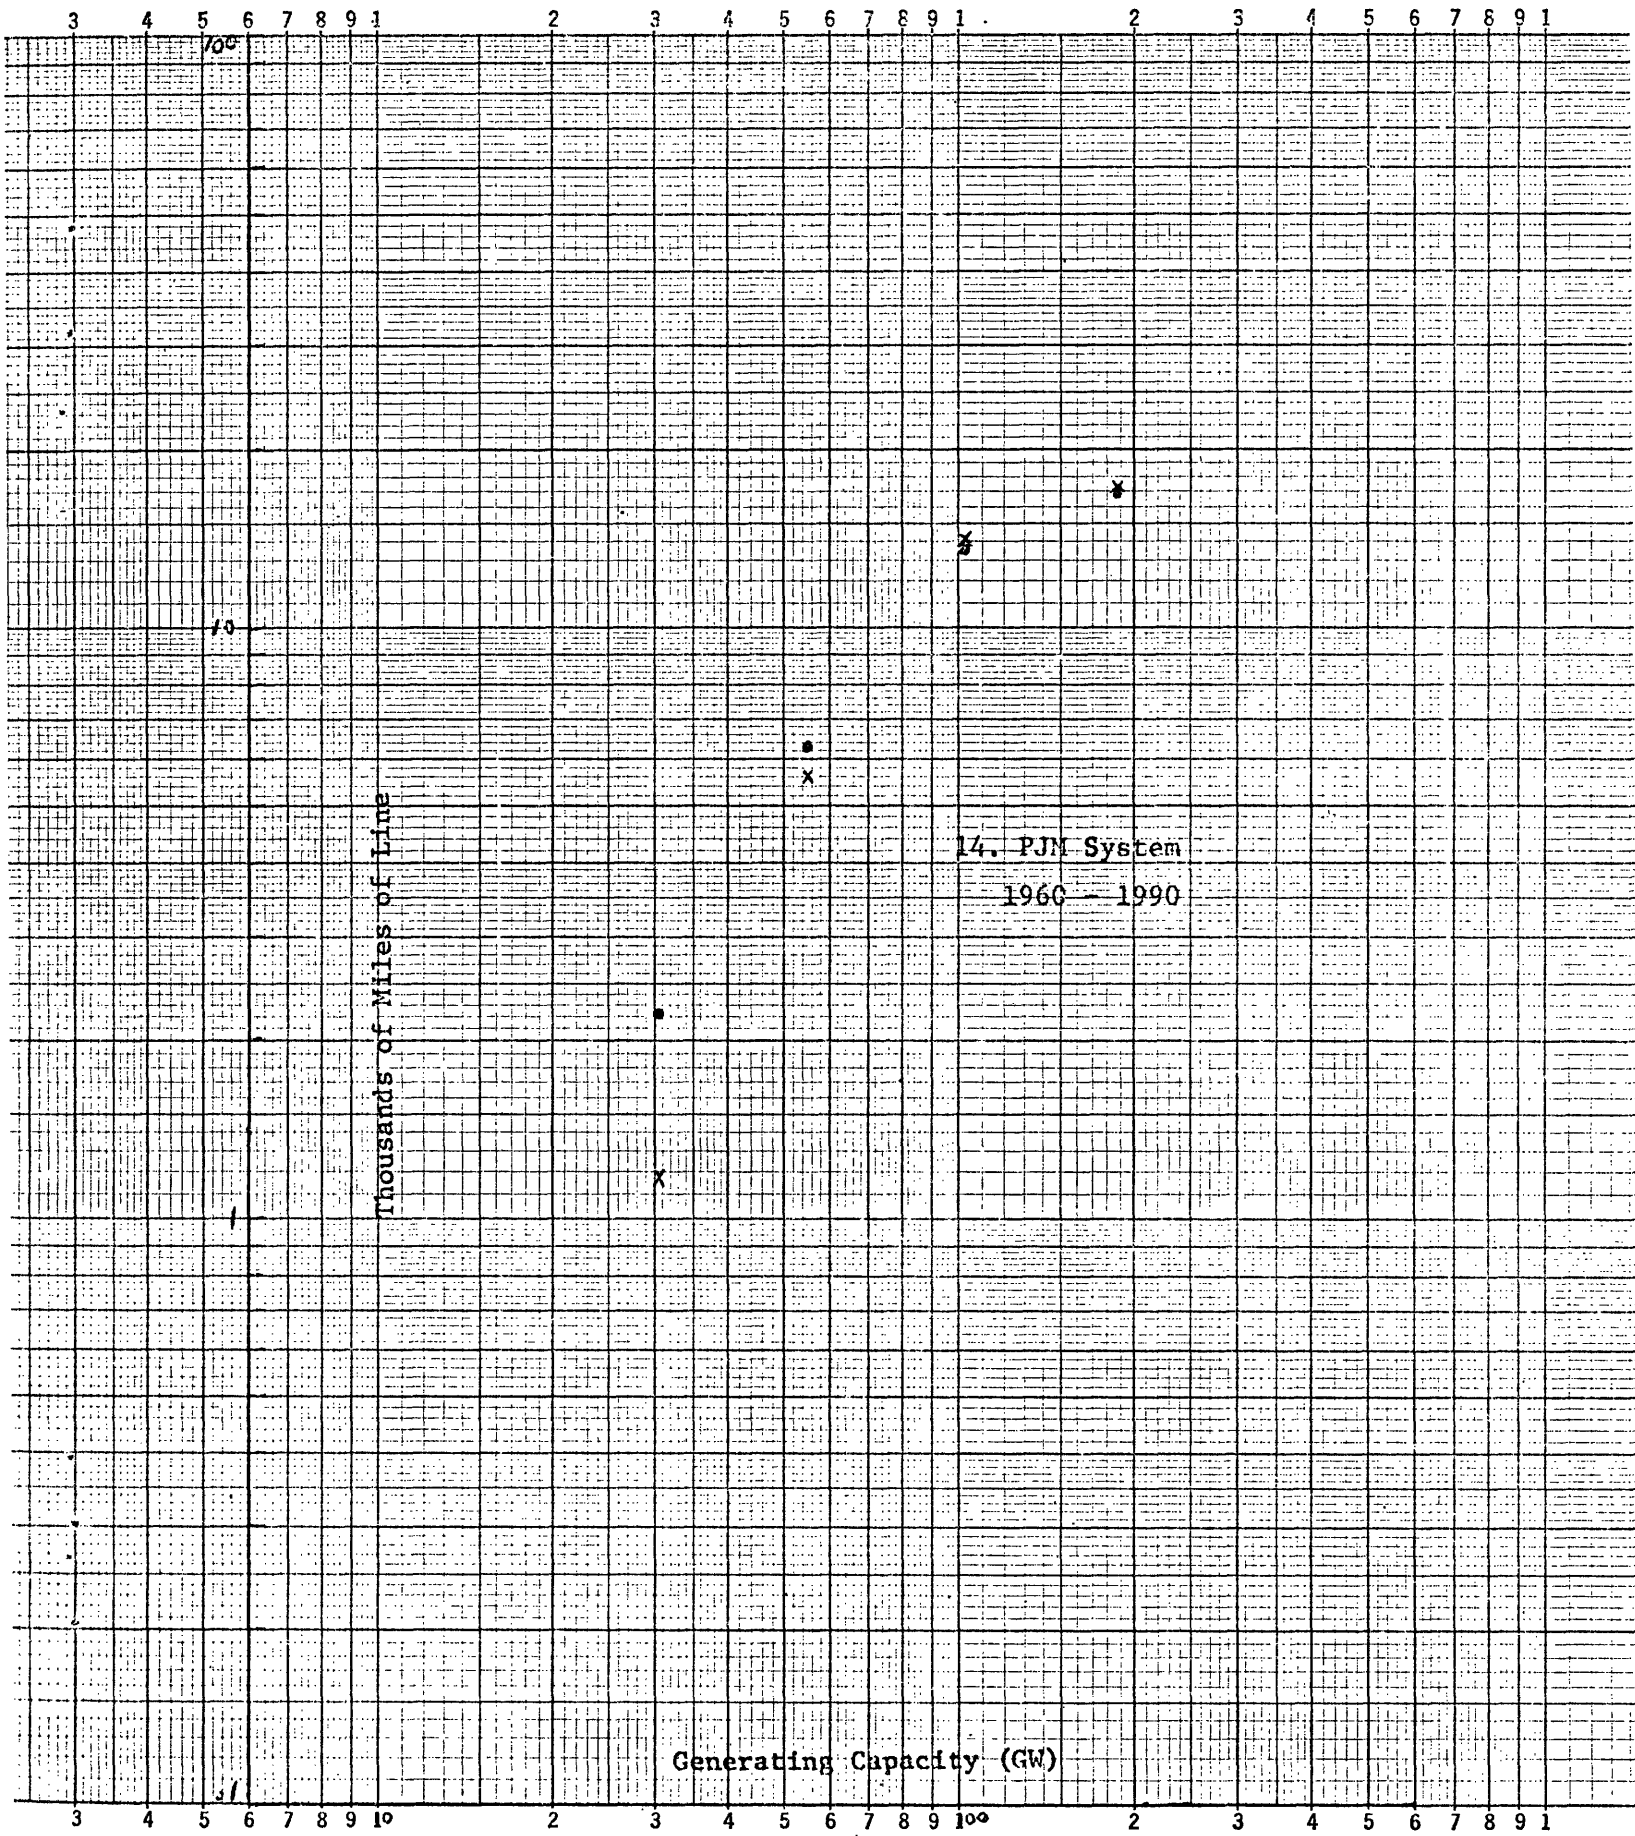 3 4 5 6 7 8 9 1 2 3 4 5 6 7 8 9 1 2 3 4 5 6 7 8 9 1
100
10
Thousands of Miles of Line
14. PJM System
1960 - 1990
1
Generating Capacity (GW)
.1
3 4 5 6 7 8 9 10 2 3 4 5 6 7 8 9 100 2 3 4 5 6 7 8 9 1